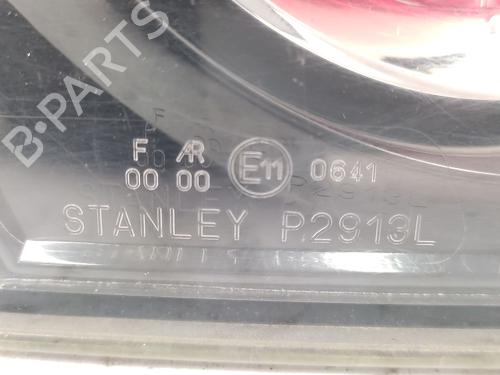 B-PARTS
F AR E11 0641
00 00
STANLEY P2913L